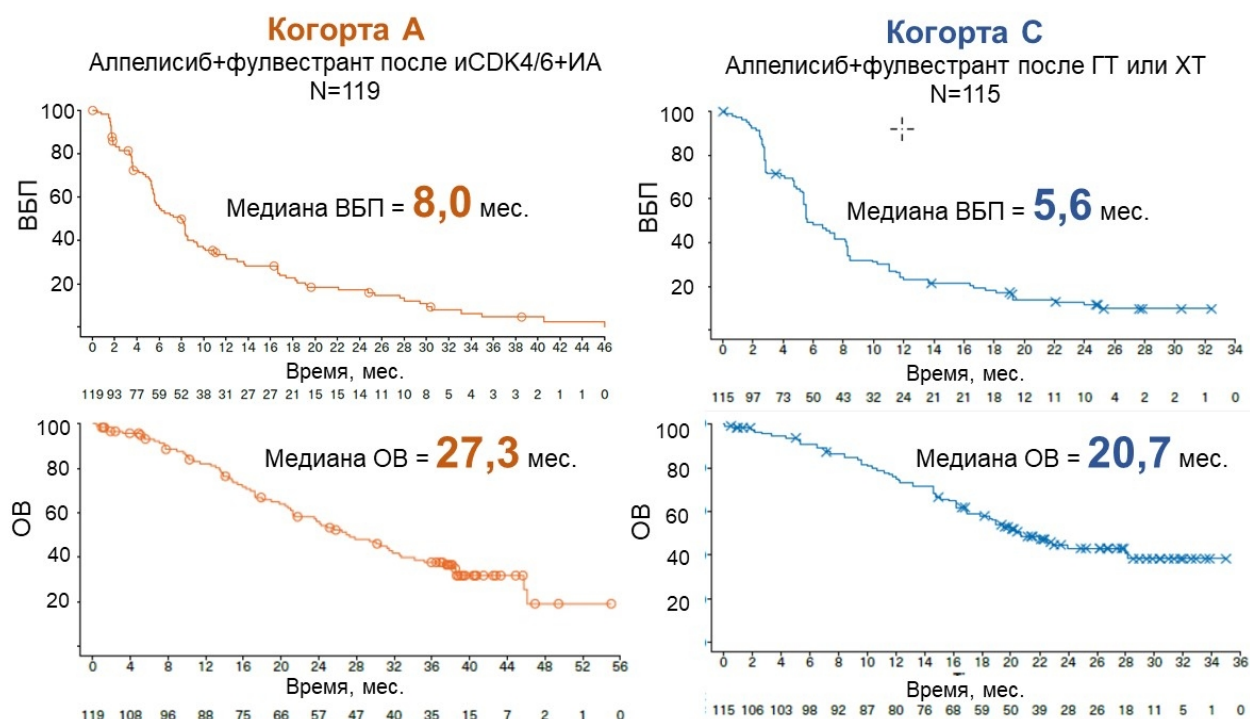 Когорта А
Алпелисиб+фулвестрант после иCDK4/6+ИА
N=119
ВБП
100
80
60
40
20
Медиана ВБП = 8,0 мес.
0 2 4 6 8 10 12 14 16 18 20 22 24 26 28 30 32 34 36 38 40 42 44 46
Время, мес.
119 93 77 59 52 38 31 27 27 21 15 15 14 11 10 8 5 4 3 3 2 1 1 0
ОВ
100
80
60
40
20
Медиана ОВ = 27,3 мес.
0 4 8 12 16 20 24 28 32 36 40 44 48 52 56
Время, мес.
119 108 96 88 75 66 57 47 40 35 15 7 2 1 0
Когорта С
Алпелисиб+фулвестрант после ГТ или ХТ
N=115
ВБП
100
80
60
40
20
Медиана ВБП = 5,6 мес.
0 2 4 6 8 10 12 14 16 18 20 22 24 26 28 30 32 34
Время, мес.
115 97 73 50 43 32 24 21 21 18 12 11 10 4 2 2 1 0
ОВ
100
80
60
40
20
Медиана ОВ = 20,7 мес.
0 2 4 6 8 10 12 14 16 18 20 22 24 26 28 30 32 34 36
Время, мес.
115 106 103 98 92 87 80 76 68 59 50 39 28 26 18 11 5 1 0